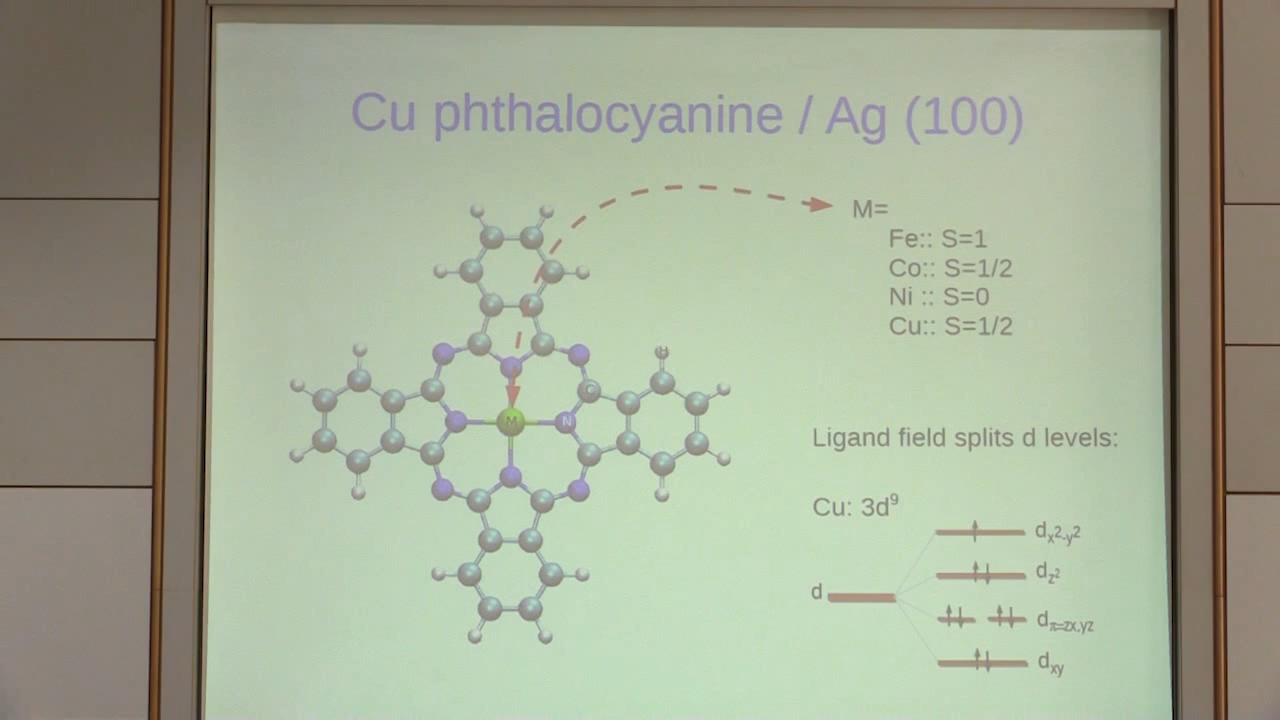 Cu phthalocyanine / Ag (100)
M=
Fe:: S=1
Co:: S=1/2
Ni :: S=0
Cu:: S=1/2
H
C
M
N
Ligand field splits d levels:
Cu: 3d⁹
d
dx²-y²
dz²
dπ=zx,yz
dxy